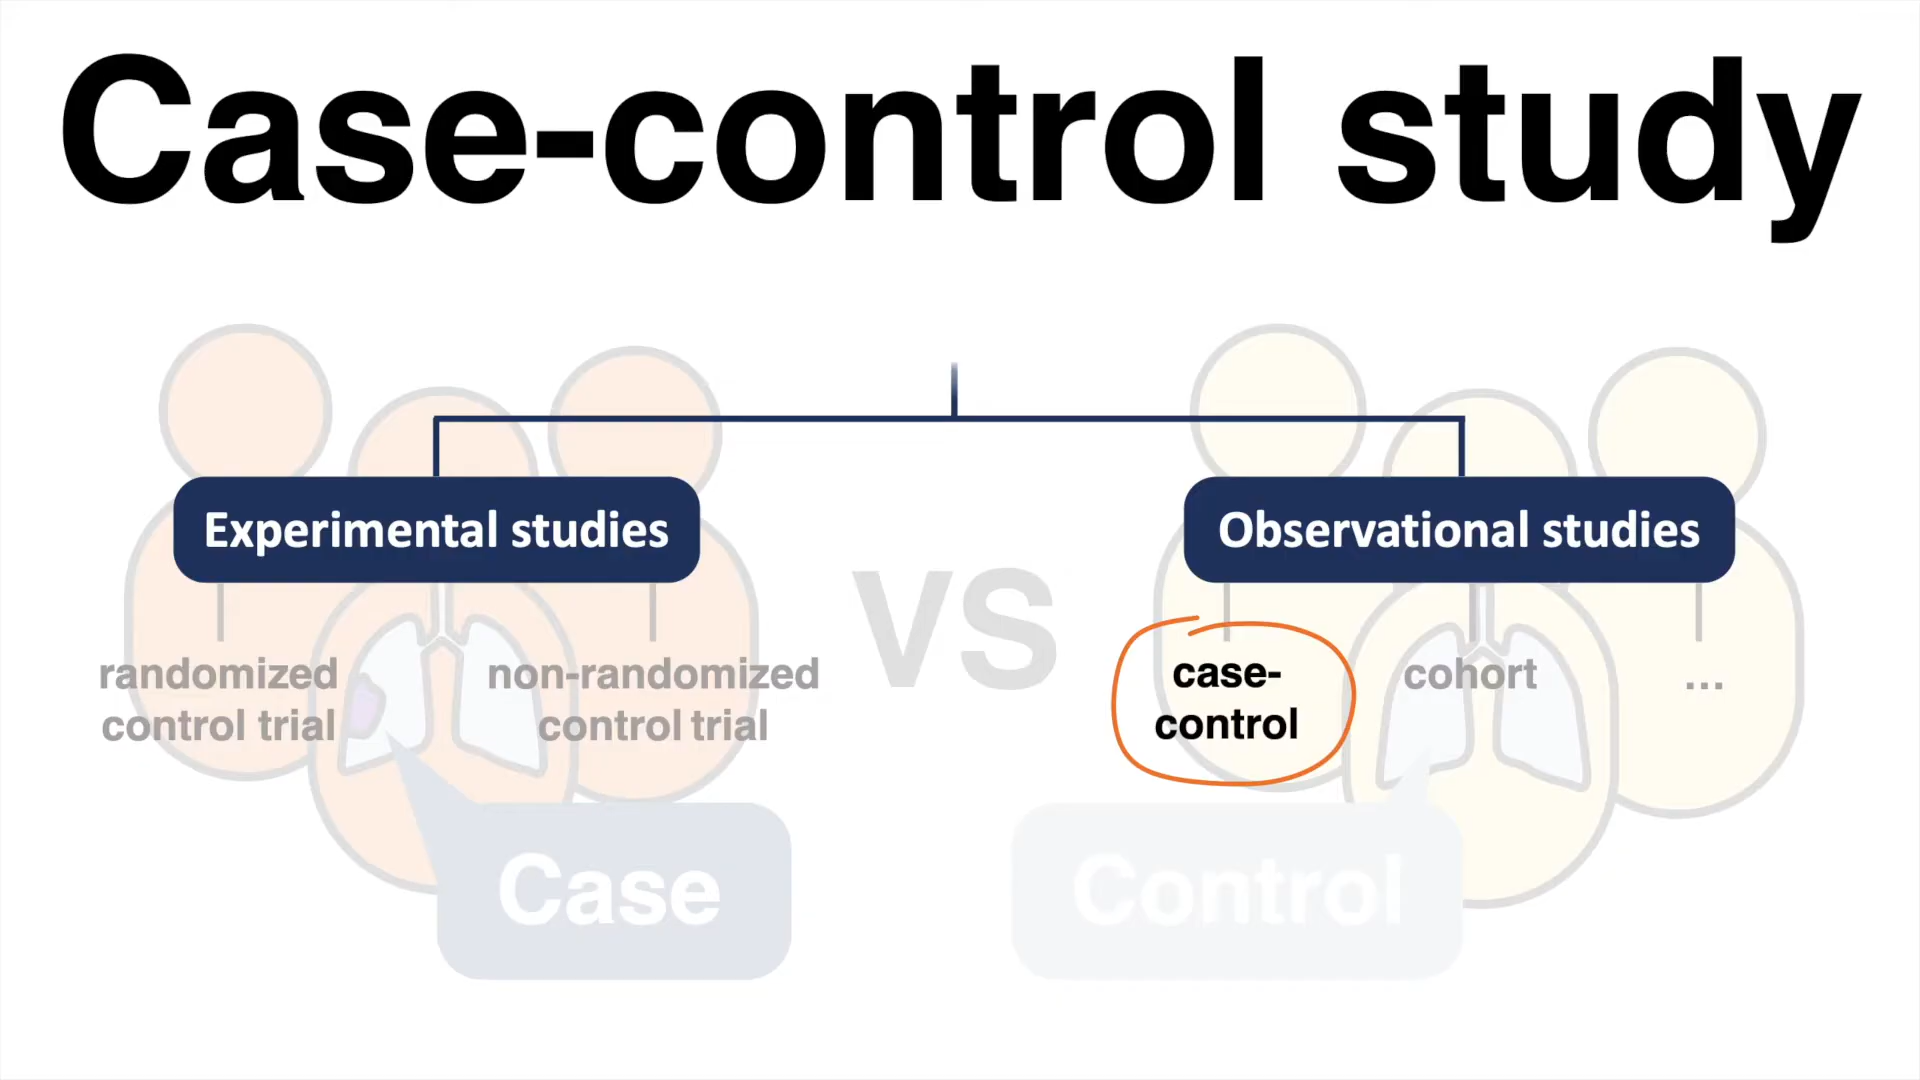 Case-control study
Experimental studies
Observational studies
VS
randomized
control trial
non-randomized
control trial
case-
control
cohort
...
Case
Control